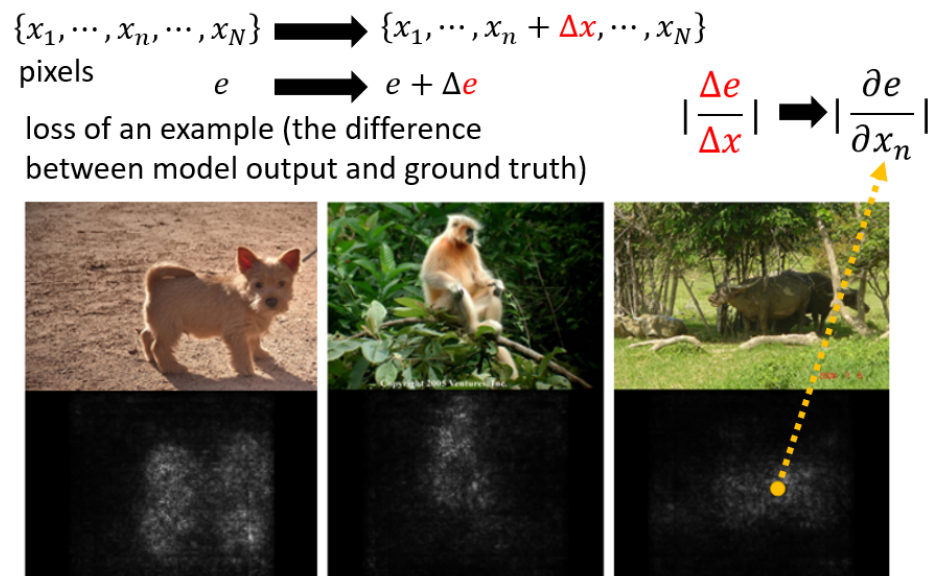 {x₁, ⋯, xₙ, ⋯, x_N} → {x₁, ⋯, xₙ + Δx, ⋯, x_N}
pixels
e → e + Δe
|Δe/Δx| → |∂e/∂xₙ|
loss of an example (the difference
between model output and ground truth)
Copyright 2005 Ventures, Inc.